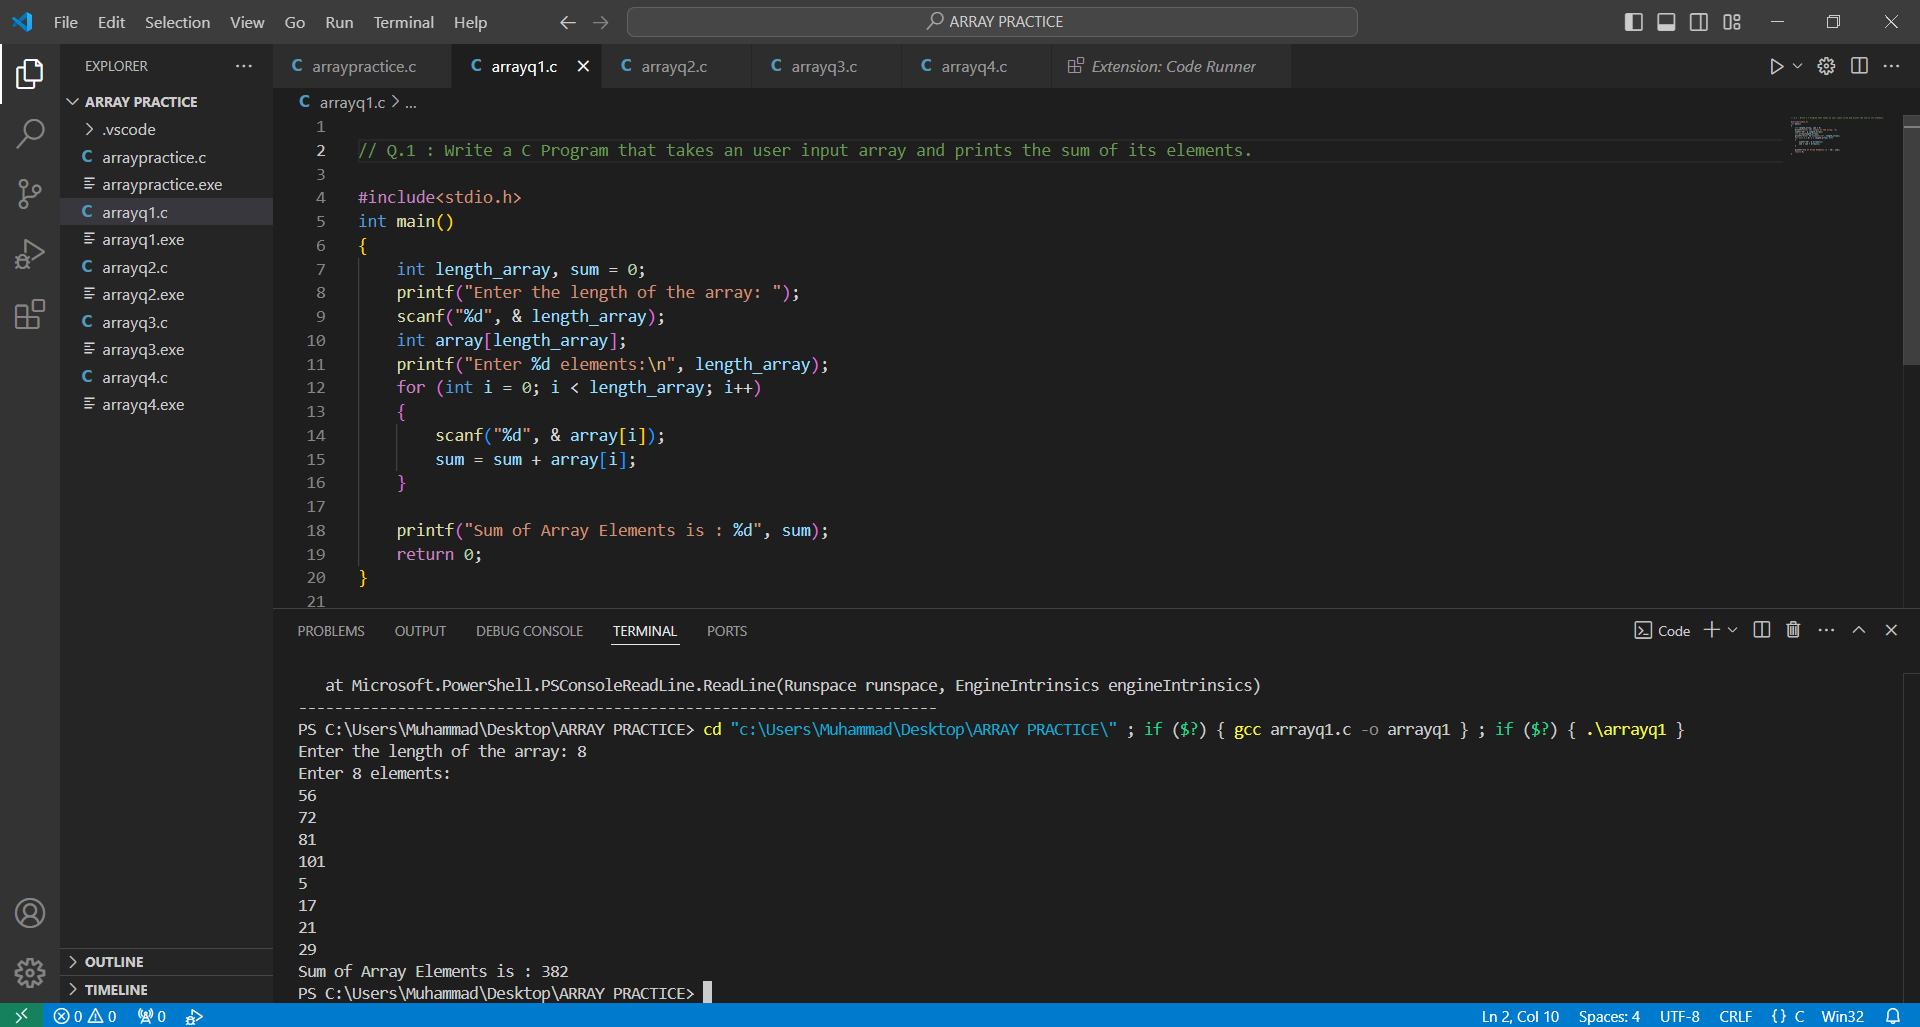 File Edit Selection View Go Run Terminal Help ARRAY PRACTICE
EXPLORER
ARRAY PRACTICE
.vscode
arraypractice.c
arraypractice.exe
arrayq1.c
arrayq1.exe
arrayq2.c
arrayq2.exe
arrayq3.c
arrayq3.exe
arrayq4.c
arrayq4.exe
OUTLINE
TIMELINE
C arraypractice.c C arrayq1.c C arrayq2.c C arrayq3.c C arrayq4.c Extension: Code Runner
C arrayq1.c > ...
1
2 // Q.1 : Write a C Program that takes an user input array and prints the sum of its elements.
3
4 #include<stdio.h>
5 int main()
6 {
7 int length_array, sum = 0;
8 printf("Enter the length of the array: ");
9 scanf("%d", & length_array);
10 int array[length_array];
11 printf("Enter %d elements:\n", length_array);
12 for (int i = 0; i < length_array; i++)
13 {
14 scanf("%d", & array[i]);
15 sum = sum + array[i];
16 }
17
18 printf("Sum of Array Elements is : %d", sum);
19 return 0;
20 }
21
PROBLEMS OUTPUT DEBUG CONSOLE TERMINAL PORTS Code
at Microsoft.PowerShell.PSConsoleReadLine.ReadLine(Runspace runspace, EngineIntrinsics engineIntrinsics)
-----------------------------------------------------------------------
PS C:\Users\Muhammad\Desktop\ARRAY PRACTICE> cd "c:\Users\Muhammad\Desktop\ARRAY PRACTICE\" ; if ($?) { gcc arrayq1.c -o arrayq1 } ; if ($?) { .\arrayq1 }
Enter the length of the array: 8
Enter 8 elements:
56
72
81
101
5
17
21
29
Sum of Array Elements is : 382
PS C:\Users\Muhammad\Desktop\ARRAY PRACTICE>
0 0 0 Ln 2, Col 10 Spaces: 4 UTF-8 CRLF {} C Win32